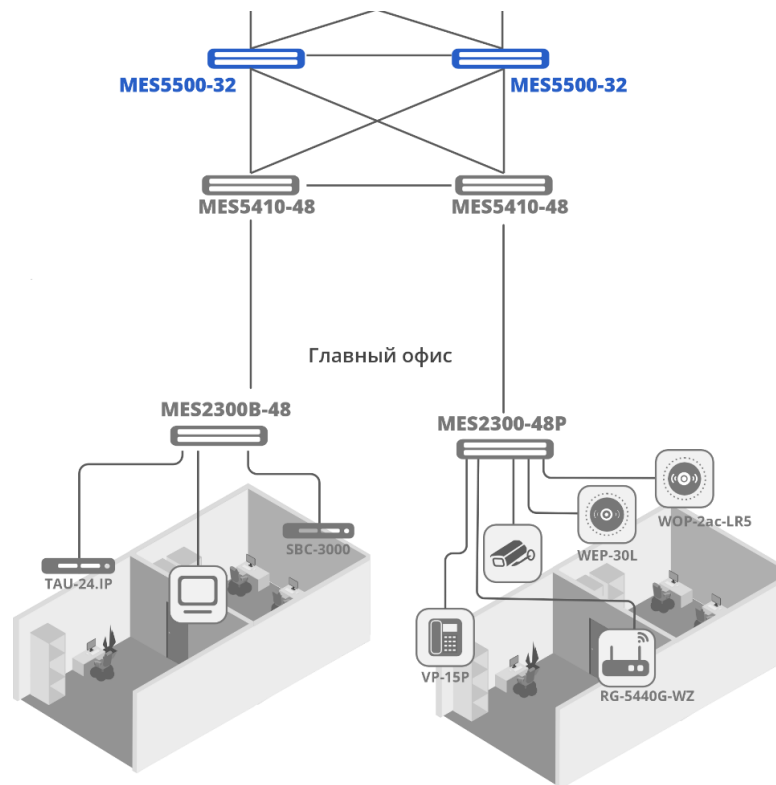 MES5500-32
MES5500-32
MES5410-48
MES5410-48
Главный офис
MES2300B-48
MES2300-48P
WOP-2ac-LR5
SBC-3000
WEP-30L
TAU-24.IP
VP-15P
RG-5440G-WZ